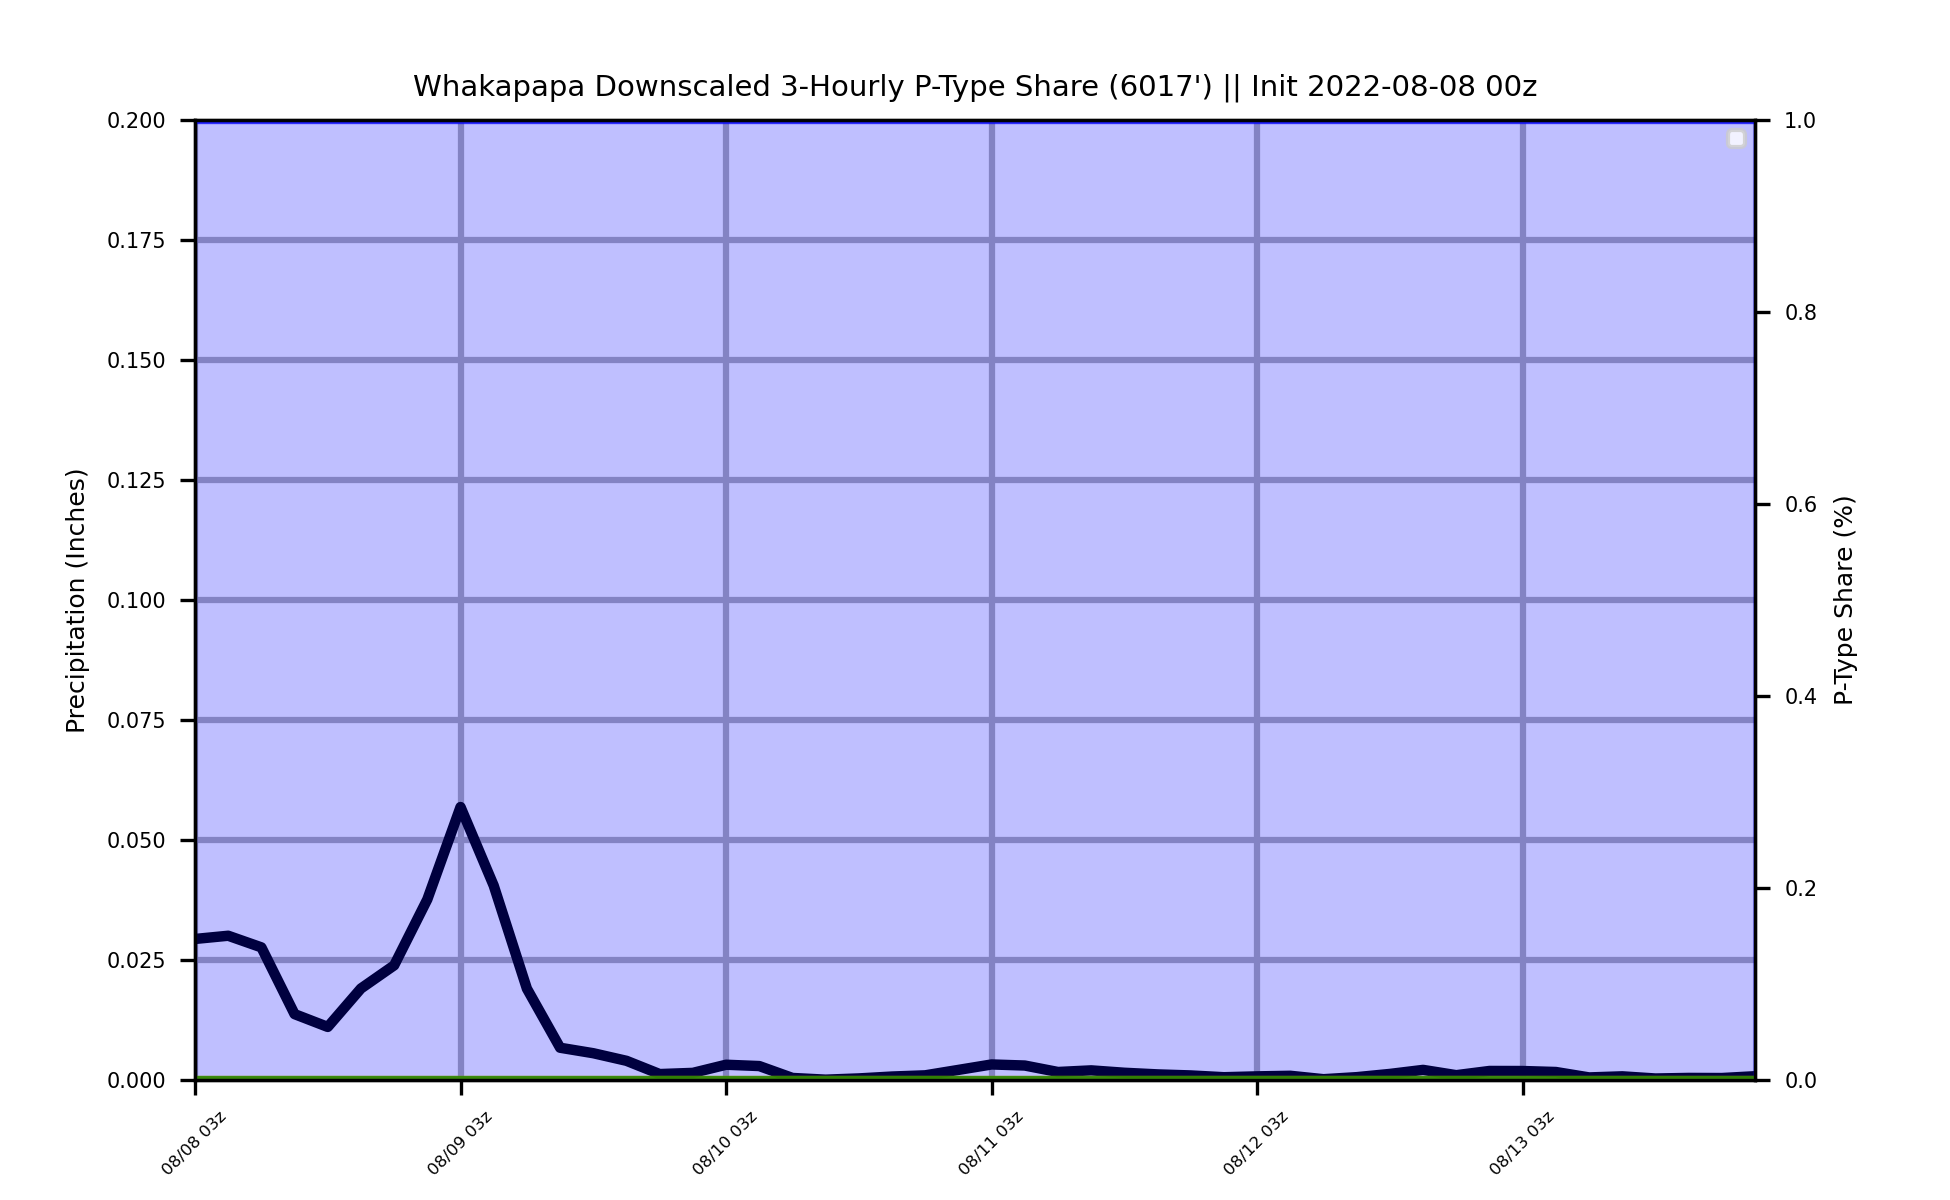 Whakapapa Downscaled 3-Hourly P-Type Share (6017') || Init 2022-08-08 00z
0.200
0.175
0.150
0.125
0.100
0.075
0.050
0.025
0.000
Precipitation (Inches)
1.0
0.8
0.6
0.4
0.2
0.0
P-Type Share (%)
08/08 03z
08/09 03z
08/10 03z
08/11 03z
08/12 03z
08/13 03z